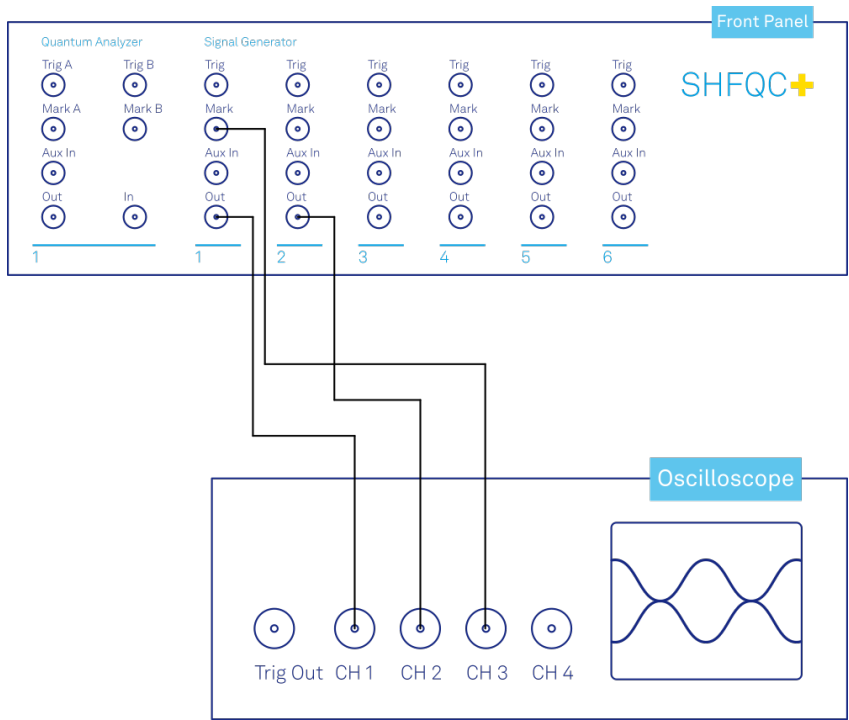 Front Panel
Quantum Analyzer Signal Generator
Trig A Trig B Trig Trig Trig Trig Trig Trig
SHFQC+
Mark A Mark B Mark Mark Mark Mark Mark Mark
Aux In Aux In Aux In Aux In Aux In Aux In Aux In
Out In Out Out Out Out Out Out
1 1 2 3 4 5 6
Oscilloscope
Trig Out CH 1 CH 2 CH 3 CH 4